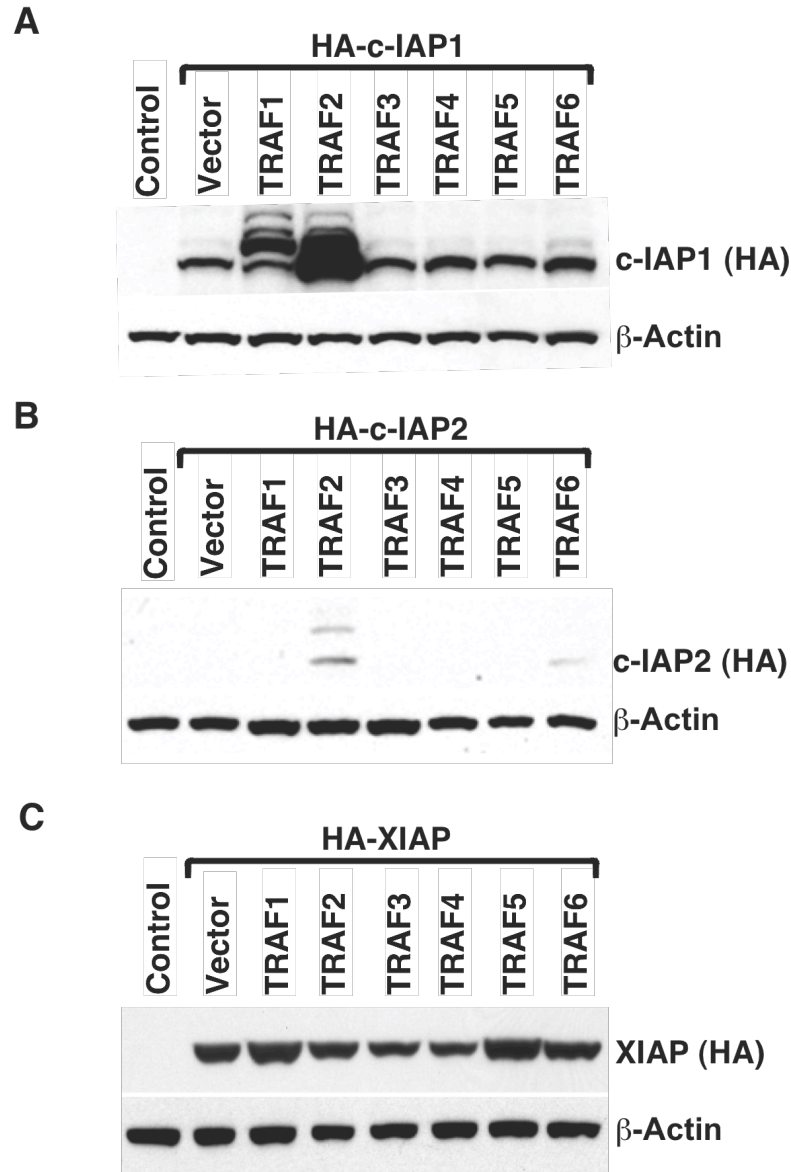 A
HA-c-IAP1
Control Vector TRAF1 TRAF2 TRAF3 TRAF4 TRAF5 TRAF6
c-IAP1 (HA)
β-Actin
B
HA-c-IAP2
Control Vector TRAF1 TRAF2 TRAF3 TRAF4 TRAF5 TRAF6
c-IAP2 (HA)
β-Actin
C
HA-XIAP
Control Vector TRAF1 TRAF2 TRAF3 TRAF4 TRAF5 TRAF6
XIAP (HA)
β-Actin